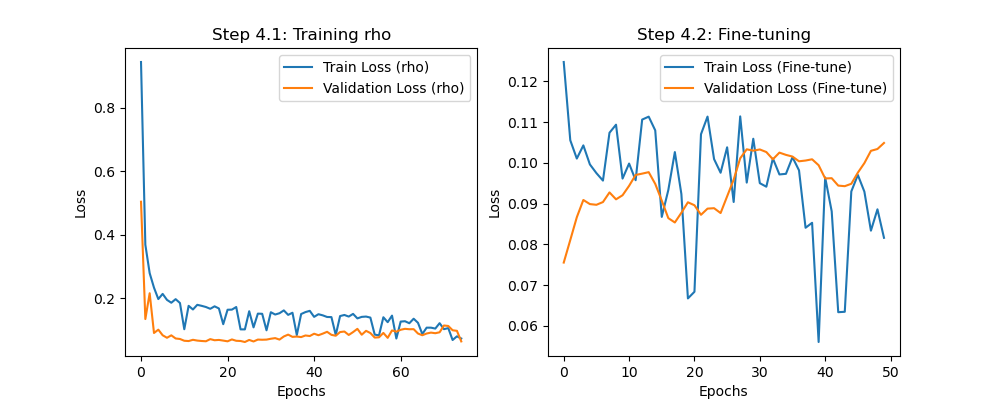 Step 4.1: Training rho
Train Loss (rho)
Validation Loss (rho)
0.8
0.6
0.4
0.2
Loss
0
20
40
60
Epochs
Step 4.2: Fine-tuning
Train Loss (Fine-tune)
Validation Loss (Fine-tune)
0.12
0.11
0.10
0.09
0.08
0.07
0.06
Loss
0
10
20
30
40
50
Epochs